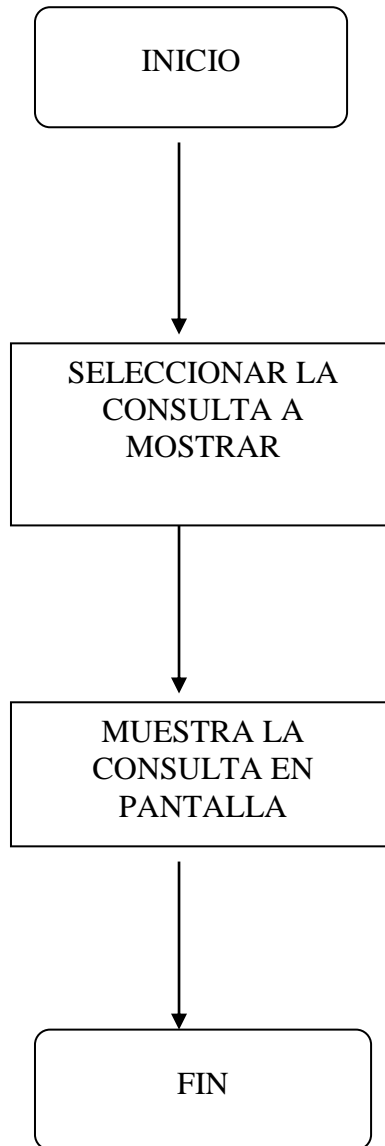 INICIO
SELECCIONAR LA
CONSULTA A
MOSTRAR
MUESTRA LA
CONSULTA EN
PANTALLA
FIN